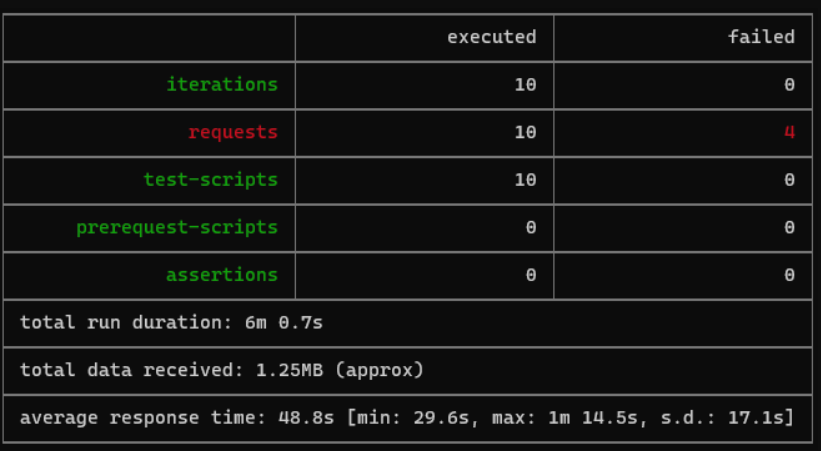 executed failed
iterations 10 0
requests 10 4
test-scripts 10 0
prerequest-scripts 0 0
assertions 0 0
total run duration: 6m 0.7s
total data received: 1.25MB (approx)
average response time: 48.8s [min: 29.6s, max: 1m 14.5s, s.d.: 17.1s]